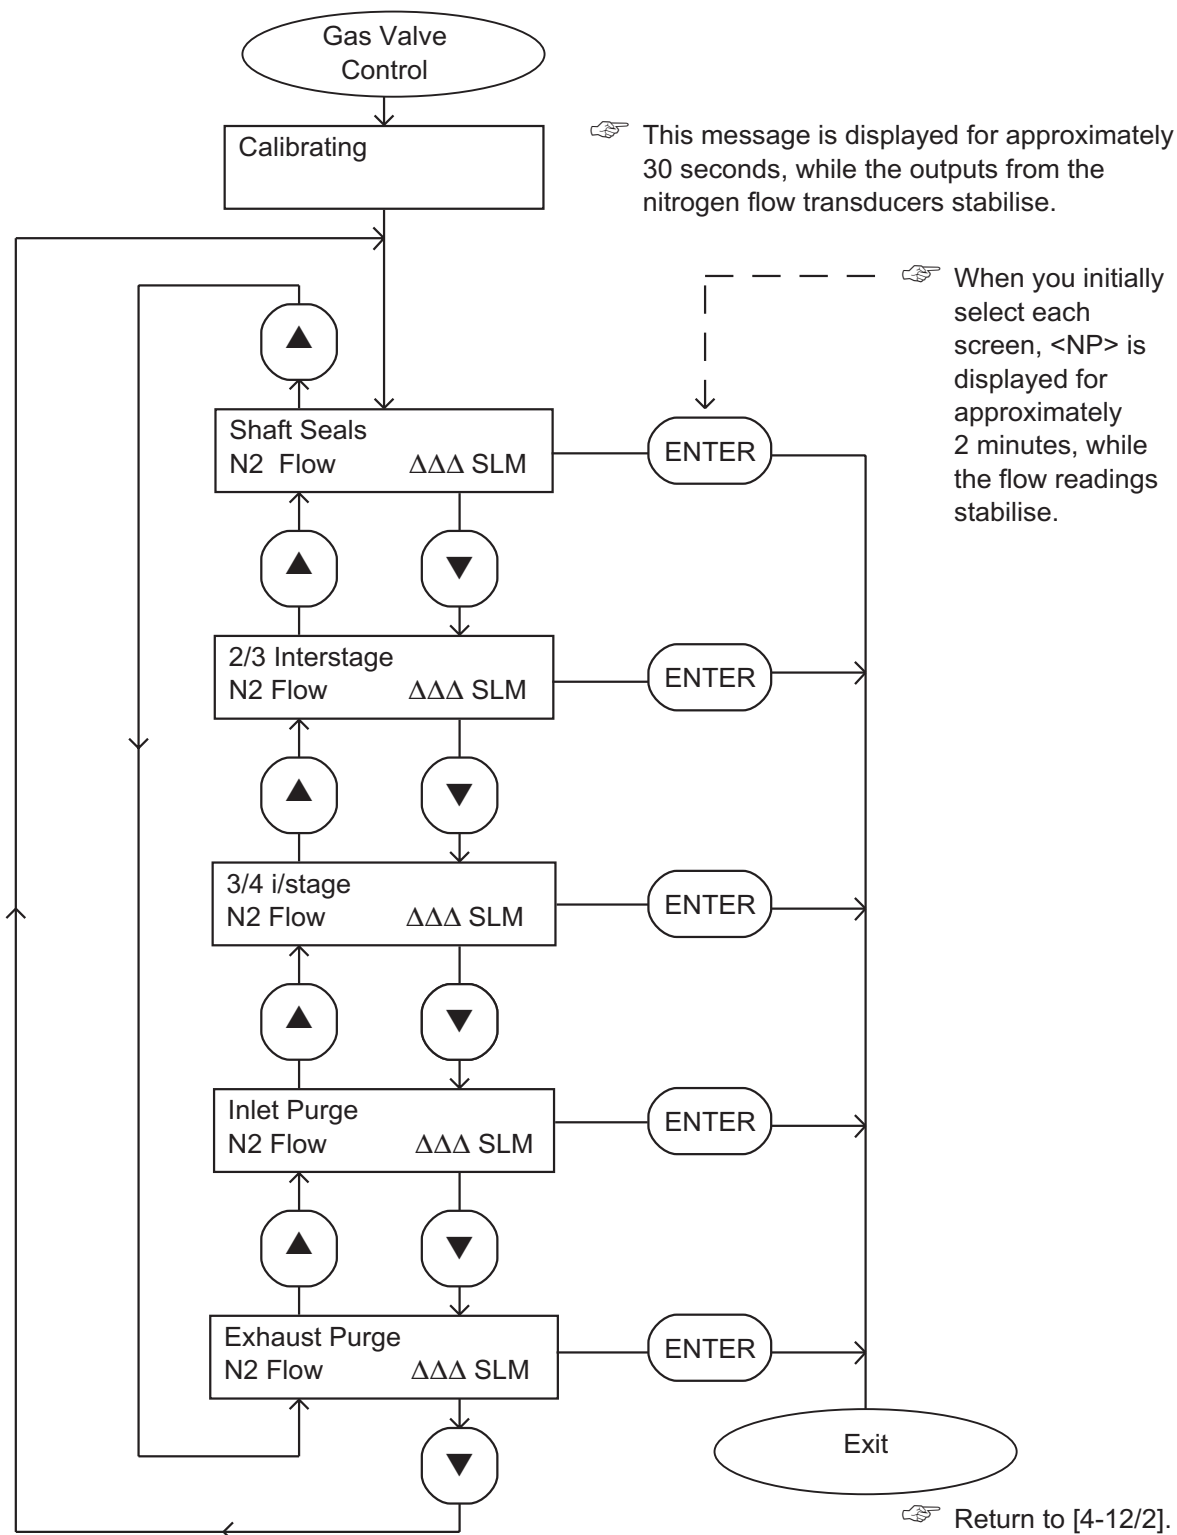 Gas Valve
Control
Calibrating
☞ This message is displayed for approximately
30 seconds, while the outputs from the
nitrogen flow transducers stabilise.
☞ When you initially
select each
screen, <NP> is
displayed for
approximately
2 minutes, while
the flow readings
stabilise.
▲
Shaft Seals
N2 Flow ΔΔΔ SLM
ENTER
▲ ▼
2/3 Interstage
N2 Flow ΔΔΔ SLM
ENTER
▲ ▼
3/4 i/stage
N2 Flow ΔΔΔ SLM
ENTER
▲ ▼
Inlet Purge
N2 Flow ΔΔΔ SLM
ENTER
▲ ▼
Exhaust Purge
N2 Flow ΔΔΔ SLM
ENTER
▼
Exit
☞ Return to [4-12/2].